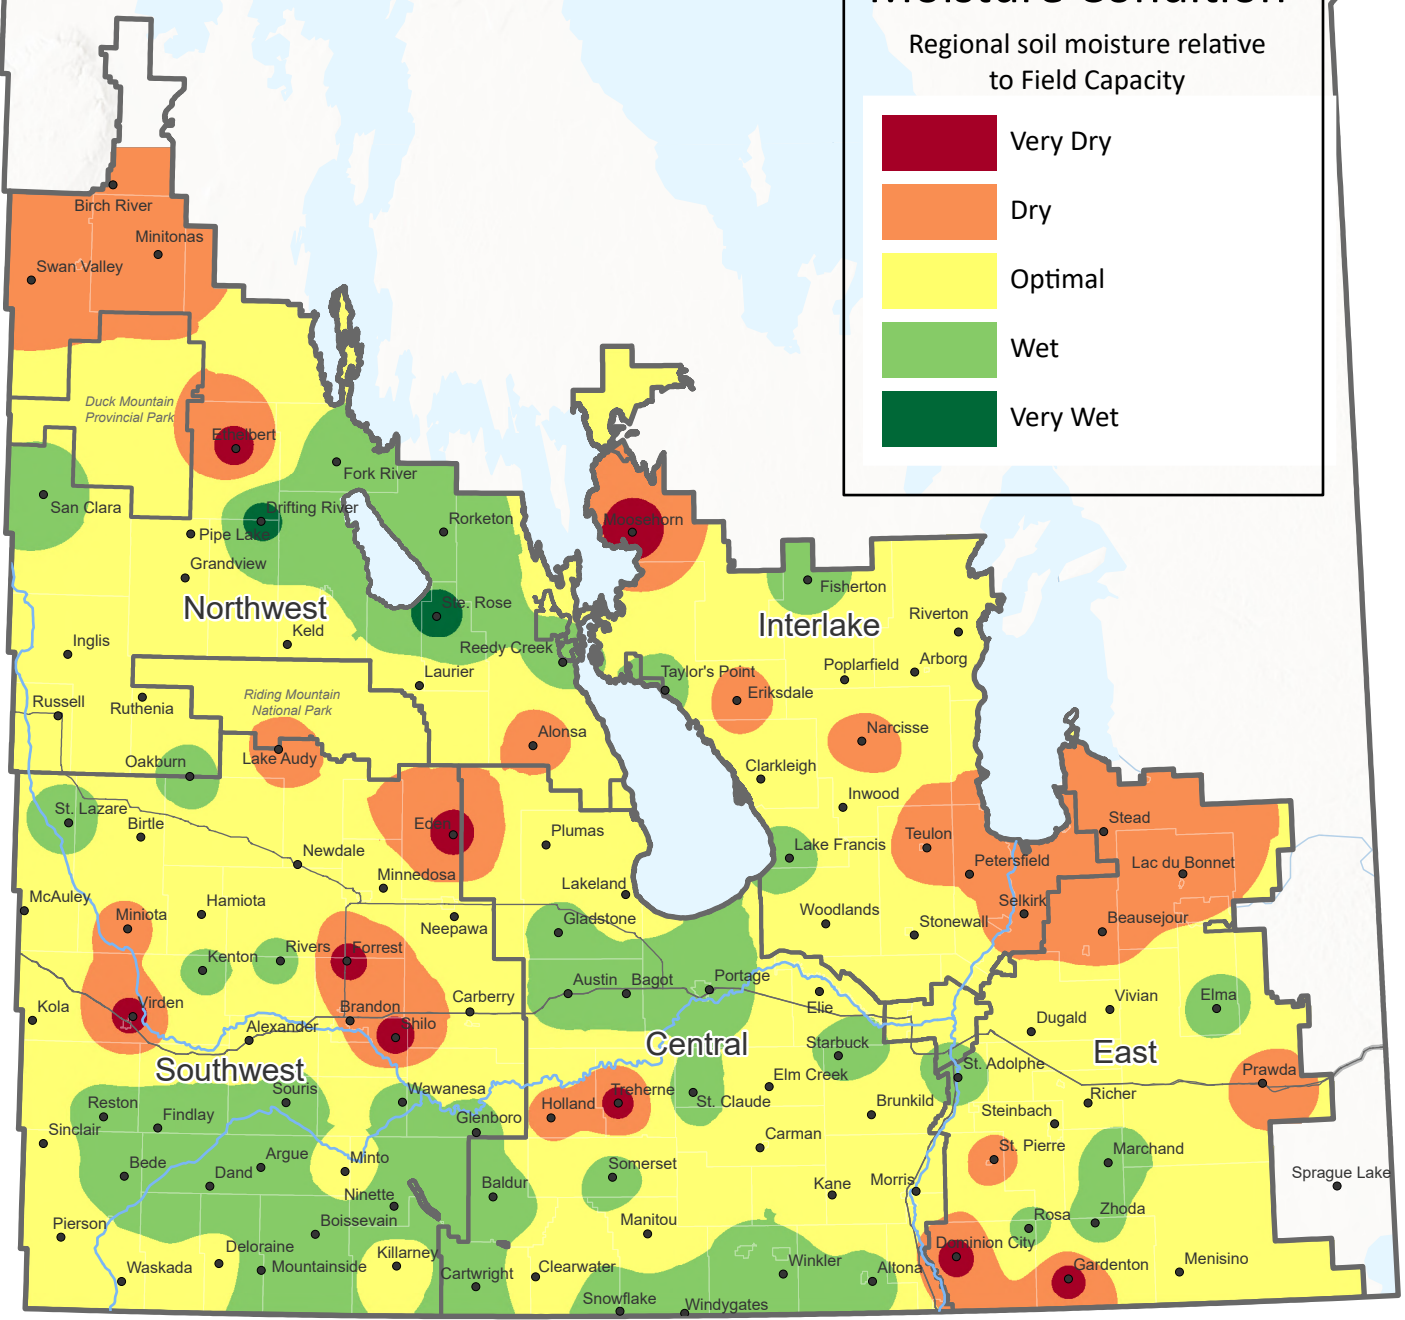 Moisture Condition
Regional soil moisture relative
to Field Capacity
Very Dry
Dry
Optimal
Wet
Very Wet
Birch River
Minitonas
Swan Valley
Duck Mountain
Provincial Park
Ethelbert
Fork River
San Clara
Drifting River
Rorketon
Pipe Lake
Moosehorn
Grandview
Fisherton
Northwest
Ste. Rose
Interlake
Riverton
Keld
Inglis
Reedy Creek
Laurier
Taylor's Point
Poplarfield
Arborg
Russell
Ruthenia
Riding Mountain
National Park
Eriksdale
Alonsa
Narcisse
Oakburn
Lake Audy
Clarkleigh
St. Lazare
Birtle
Eden
Plumas
Inwood
Stead
Newdale
Teulon
Lake Francis
Petersfield
Lac du Bonnet
Minnedosa
Lakeland
McAuley
Miniota
Hamiota
Neepawa
Gladstone
Woodlands
Stonewall
Selkirk
Beausejour
Kenton
Rivers
Forrest
Austin
Bagot
Portage
Kola
Virden
Brandon
Carberry
Elie
Vivian
Elma
Alexander
Shilo
Dugald
Central
Starbuck
East
Southwest
St. Adolphe
Prawda
Souris
Wawanesa
Treherne
Elm Creek
Reston
Findlay
Holland
St. Claude
Brunkild
Richer
Glenboro
Steinbach
Sinclair
Carman
St. Pierre
Marchand
Bede
Argue
Minto
Somerset
Dand
Baldur
Kane
Morris
Sprague Lake
Ninette
Pierson
Boissevain
Manitou
Rosa
Zhoda
Deloraine
Killarney
Dominion City
Waskada
Mountainside
Cartwright
Clearwater
Winkler
Altona
Gardenton
Menisino
Snowflake
Windygates